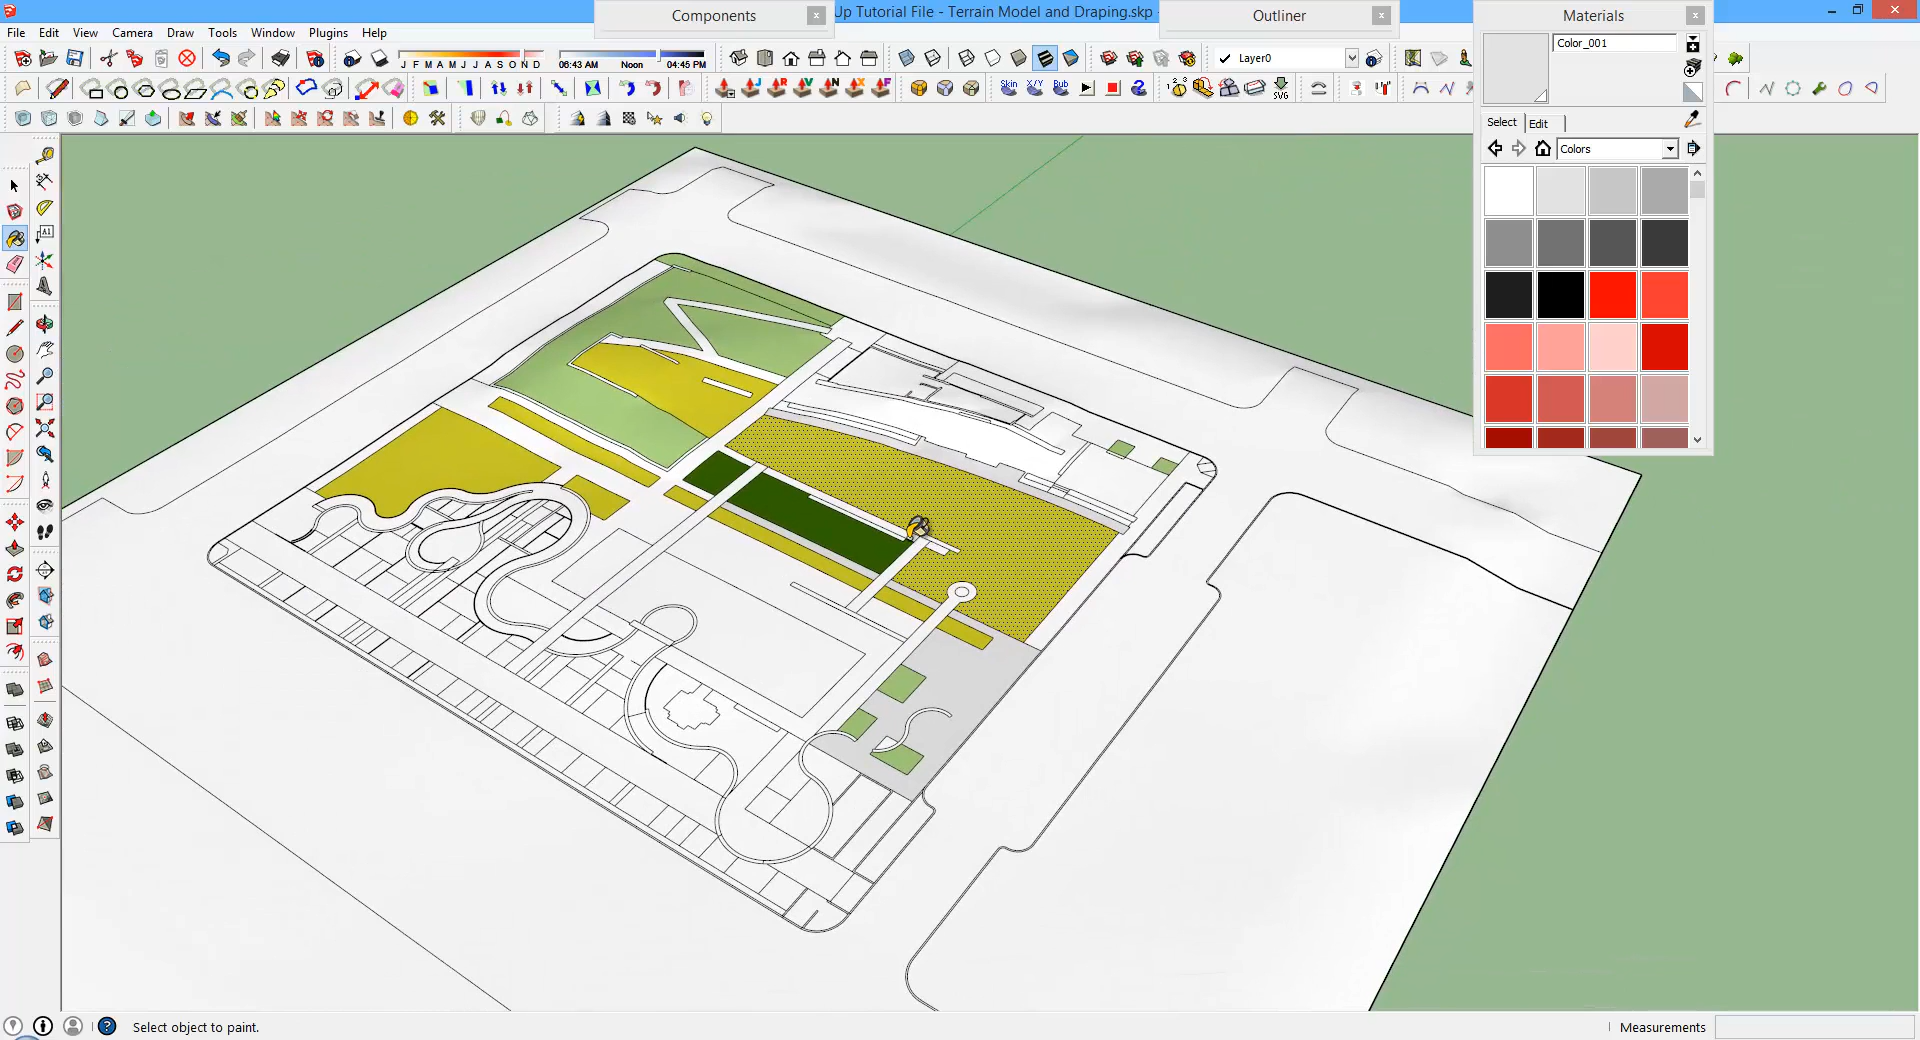 Components
Up Tutorial File - Terrain Model and Draping.skp -
Outliner
Materials
File Edit View Camera Draw Tools Window Plugins Help
Color_001
J F M A M J J A S O N D
06:43 AM Noon 04:45 PM
Layer0
Skin X/Y Bub
SVG
Select Edit
Colors
Select object to paint.
Measurements